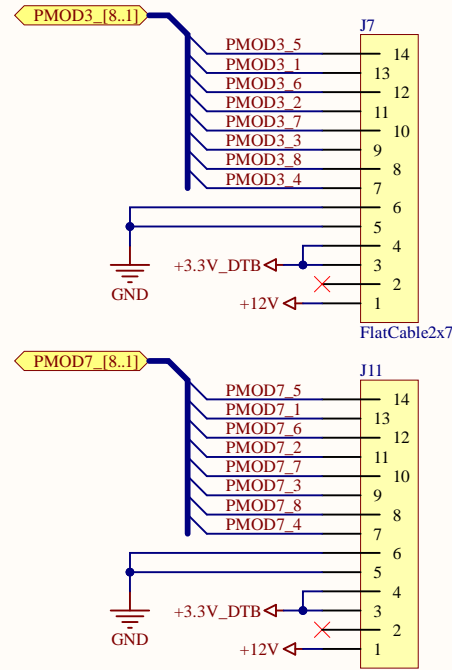 PMOD3_[8..1]
J7
PMOD3_5 14
PMOD3_1 13
PMOD3_6 12
PMOD3_2 11
PMOD3_7 10
PMOD3_3 9
PMOD3_8 8
PMOD3_4 7
6
5
4
+3.3V_DTB 3
GND
2
+12V 1
FlatCable2x7
PMOD7_[8..1]
J11
PMOD7_5 14
PMOD7_1 13
PMOD7_6 12
PMOD7_2 11
PMOD7_7 10
PMOD7_3 9
PMOD7_8 8
PMOD7_4 7
6
5
4
+3.3V_DTB 3
GND
2
+12V 1